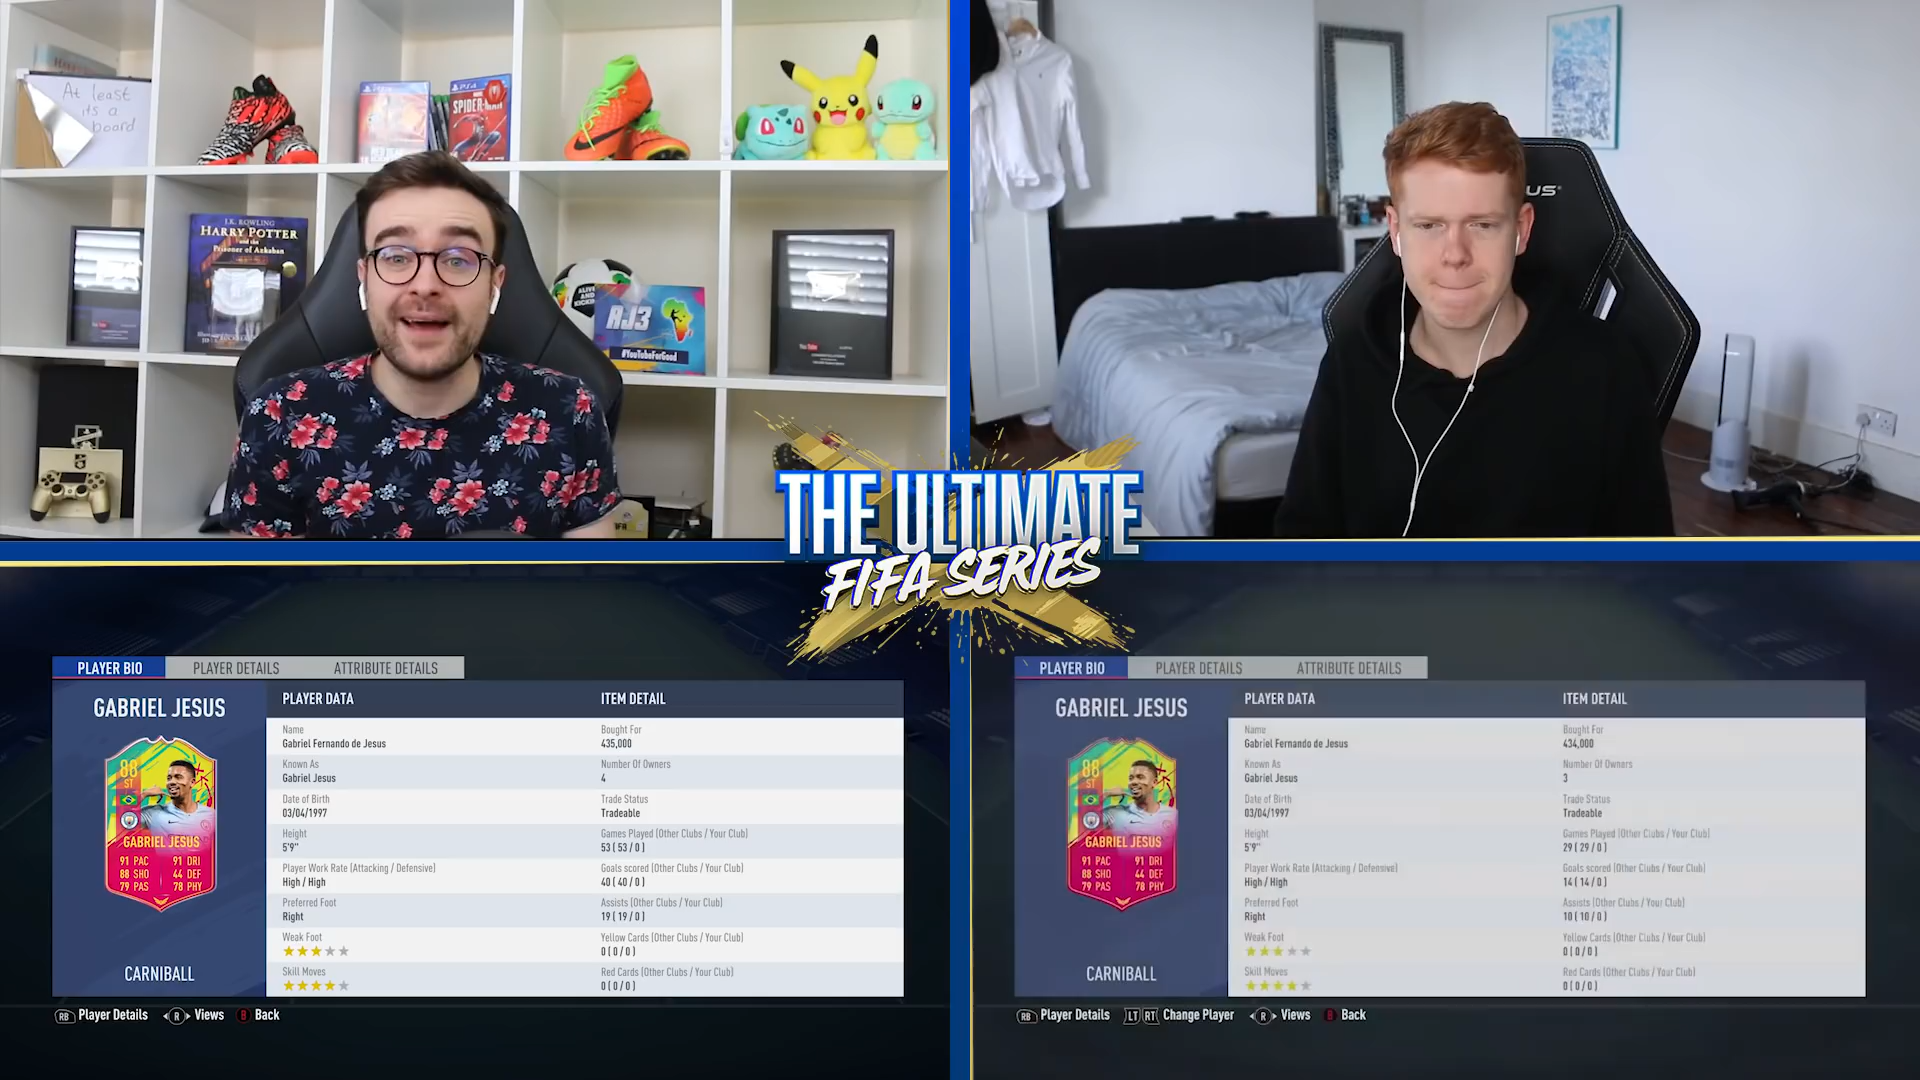 At least
its a
board
SPIDER-MAN
J.K. ROWLING
HARRY POTTER
and the
Prisoner of Azkaban
ALIVE
AND
KICKING
AJ3
#YouTubeForGood
US
THE ULTIMATE
FIFA SERIES
PLAYER BIO
PLAYER DETAILS
ATTRIBUTE DETAILS
GABRIEL JESUS
88
ST
GABRIEL JESUS
91 PAC 91 DRI
88 SHO 44 DEF
79 PAS 78 PHY
CARNIBALL
PLAYER DATA
ITEM DETAIL
Name
Gabriel Fernando de Jesus
Bought For
435,000
Known As
Gabriel Jesus
Number Of Owners
4
Date of Birth
03/04/1997
Trade Status
Tradeable
Height
5'9"
Games Played (Other Clubs / Your Club)
53 ( 53 / 0 )
Player Work Rate (Attacking / Defensive)
High / High
Goals scored (Other Clubs / Your Club)
40 ( 40 / 0 )
Preferred Foot
Right
Assists (Other Clubs / Your Club)
19 ( 19 / 0 )
Weak Foot
Yellow Cards (Other Clubs / Your Club)
0 ( 0 / 0 )
Skill Moves
Red Cards (Other Clubs / Your Club)
0 ( 0 / 0 )
RB Player Details R Views B Back
PLAYER BIO
PLAYER DETAILS
ATTRIBUTE DETAILS
GABRIEL JESUS
88
ST
GABRIEL JESUS
91 PAC 91 DRI
88 SHO 44 DEF
79 PAS 78 PHY
CARNIBALL
PLAYER DATA
ITEM DETAIL
Name
Gabriel Fernando de Jesus
Bought For
434,000
Known As
Gabriel Jesus
Number Of Owners
3
Date of Birth
03/04/1997
Trade Status
Tradeable
Height
5'9"
Games Played (Other Clubs / Your Club)
29 ( 29 / 0 )
Player Work Rate (Attacking / Defensive)
High / High
Goals scored (Other Clubs / Your Club)
14 ( 14 / 0 )
Preferred Foot
Right
Assists (Other Clubs / Your Club)
10 ( 10 / 0 )
Weak Foot
Yellow Cards (Other Clubs / Your Club)
0 ( 0 / 0 )
Skill Moves
Red Cards (Other Clubs / Your Club)
0 ( 0 / 0 )
RB Player Details LT RT Change Player R Views B Back